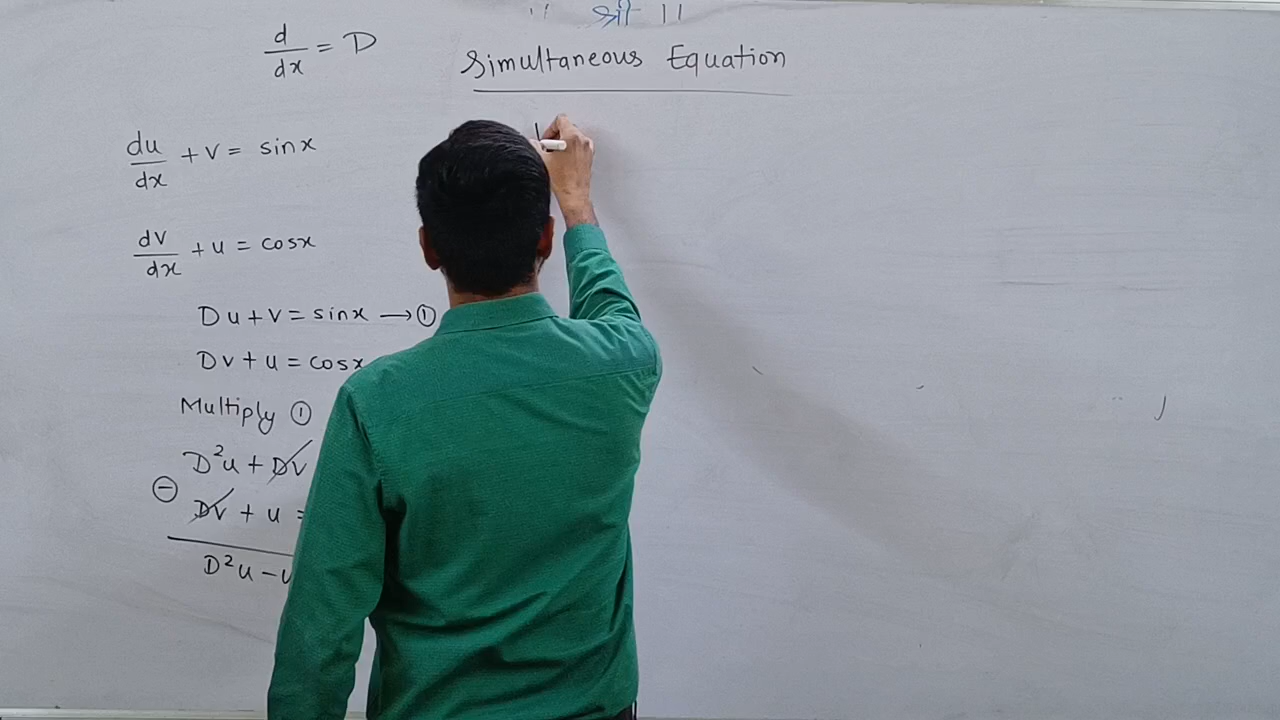 ।। श्री ।।
d/dx = D
Simultaneous Equation
du/dx + v = sinx
dv/dx + u = cosx
Du + v = sinx → ①
Dv + u = cosx
Multiply ①
D²u + Dv
⊖ Dv + u =
D²u - u